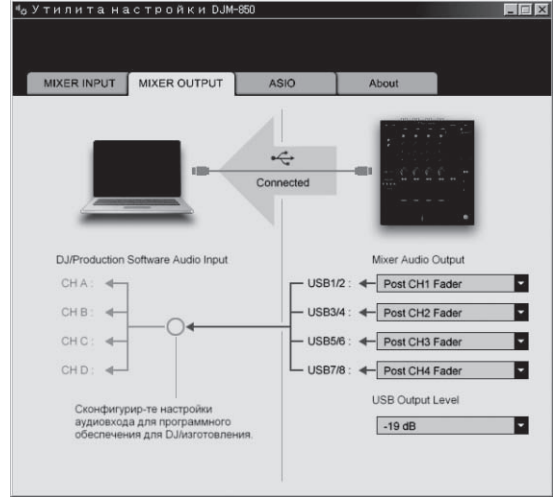 Утилита настройки DJM-850
MIXER INPUT MIXER OUTPUT ASIO About
Connected
DJ/Production Software Audio Input Mixer Audio Output
CH A : USB1/2 : Post CH1 Fader
CH B : USB3/4 : Post CH2 Fader
CH C : USB5/6 : Post CH3 Fader
CH D : USB7/8 : Post CH4 Fader
Сконфигурир-те настройки
аудиовхода для программного
обеспечения для DJ/изготовления.
USB Output Level
-19 dB